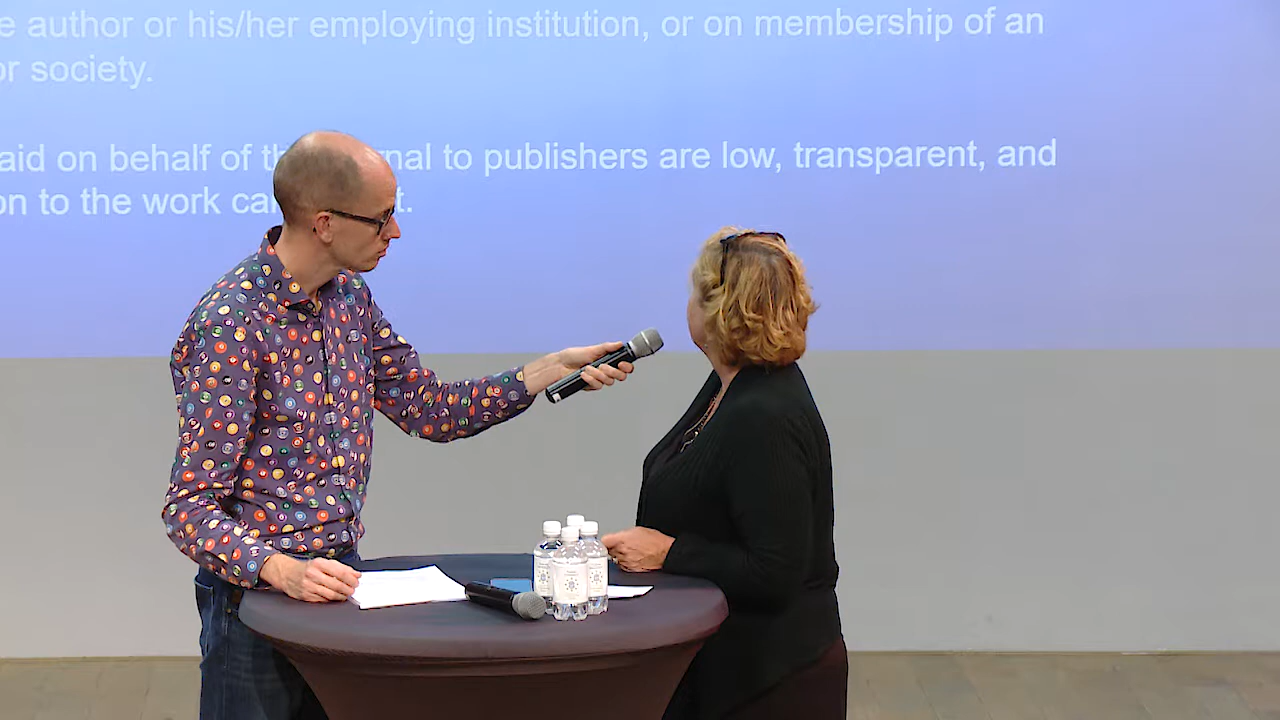 e author or his/her employing institution, or on membership of an
or society.
aid on behalf of th rnal to publishers are low, transparent, and
on to the work ca t.